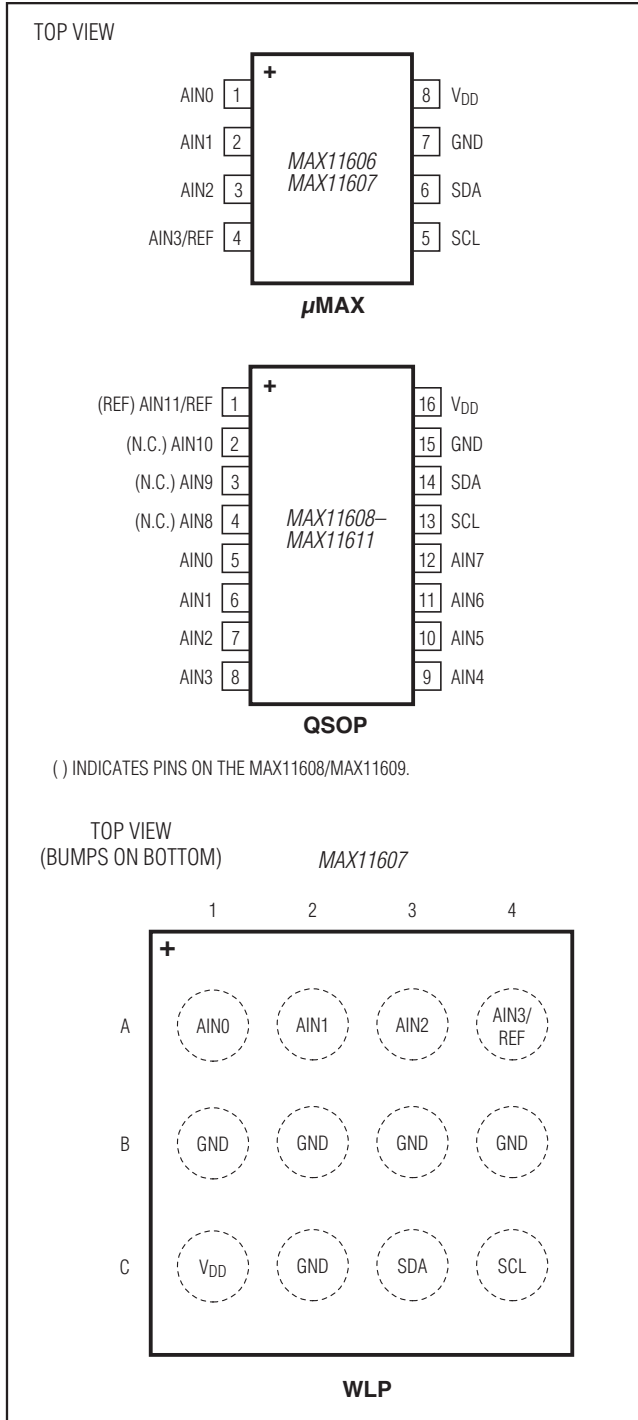 TOP VIEW
+
AIN0 1 8 VDD
AIN1 2 7 GND
MAX11606
MAX11607
AIN2 3 6 SDA
AIN3/REF 4 5 SCL
µMAX
+
(REF) AIN11/REF 1 16 VDD
(N.C.) AIN10 2 15 GND
(N.C.) AIN9 3 14 SDA
(N.C.) AIN8 4 13 SCL
MAX11608–
MAX11611
AIN0 5 12 AIN7
AIN1 6 11 AIN6
AIN2 7 10 AIN5
AIN3 8 9 AIN4
QSOP
( ) INDICATES PINS ON THE MAX11608/MAX11609.
TOP VIEW
(BUMPS ON BOTTOM)
MAX11607
1 2 3 4
+
A AIN0 AIN1 AIN2 AIN3/
REF
B GND GND GND GND
C VDD GND SDA SCL
WLP